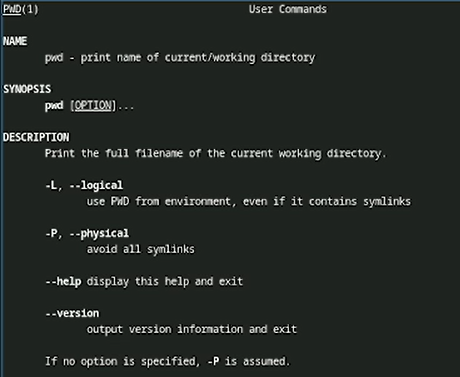 PWD(1) User Commands
NAME
pwd - print name of current/working directory
SYNOPSIS
pwd [OPTION]...
DESCRIPTION
Print the full filename of the current working directory.
-L, --logical
use PWD from environment, even if it contains symlinks
-P, --physical
avoid all symlinks
--help display this help and exit
--version
output version information and exit
If no option is specified, -P is assumed.